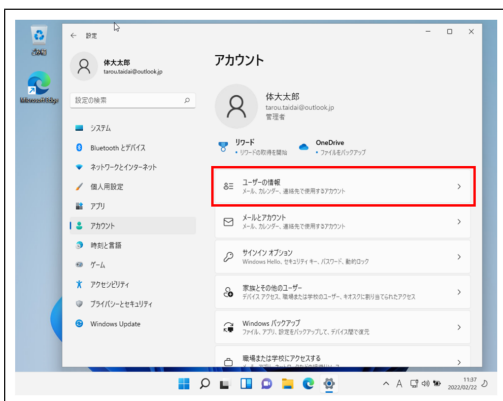 ごみ箱
Microsoft Edge
設定
体大太郎
tarou.taidai@outlook.jp
設定の検索
システム
Bluetooth とデバイス
ネットワークとインターネット
個人用設定
アプリ
アカウント
時刻と言語
ゲーム
アクセシビリティ
プライバシーとセキュリティ
Windows Update
アカウント
体大太郎
tarou.taidai@outlook.jp
管理者
リワード
• リワードの取得を開始
OneDrive
• ファイルをバックアップ
ユーザーの情報
メール、カレンダー、連絡先で使用するアカウント
メールとアカウント
メール、カレンダー、連絡先で使用するアカウント
サインイン オプション
Windows Hello、セキュリティ キー、パスワード、動的ロック
家族とその他のユーザー
デバイス アクセス、職場または学校のユーザー、キオスクに割り当てられたアクセス
Windows バックアップ
ファイル、アプリ、設定をバックアップして、デバイス間で復元
職場または学校にアクセスする
A
11:37
2022/02/22